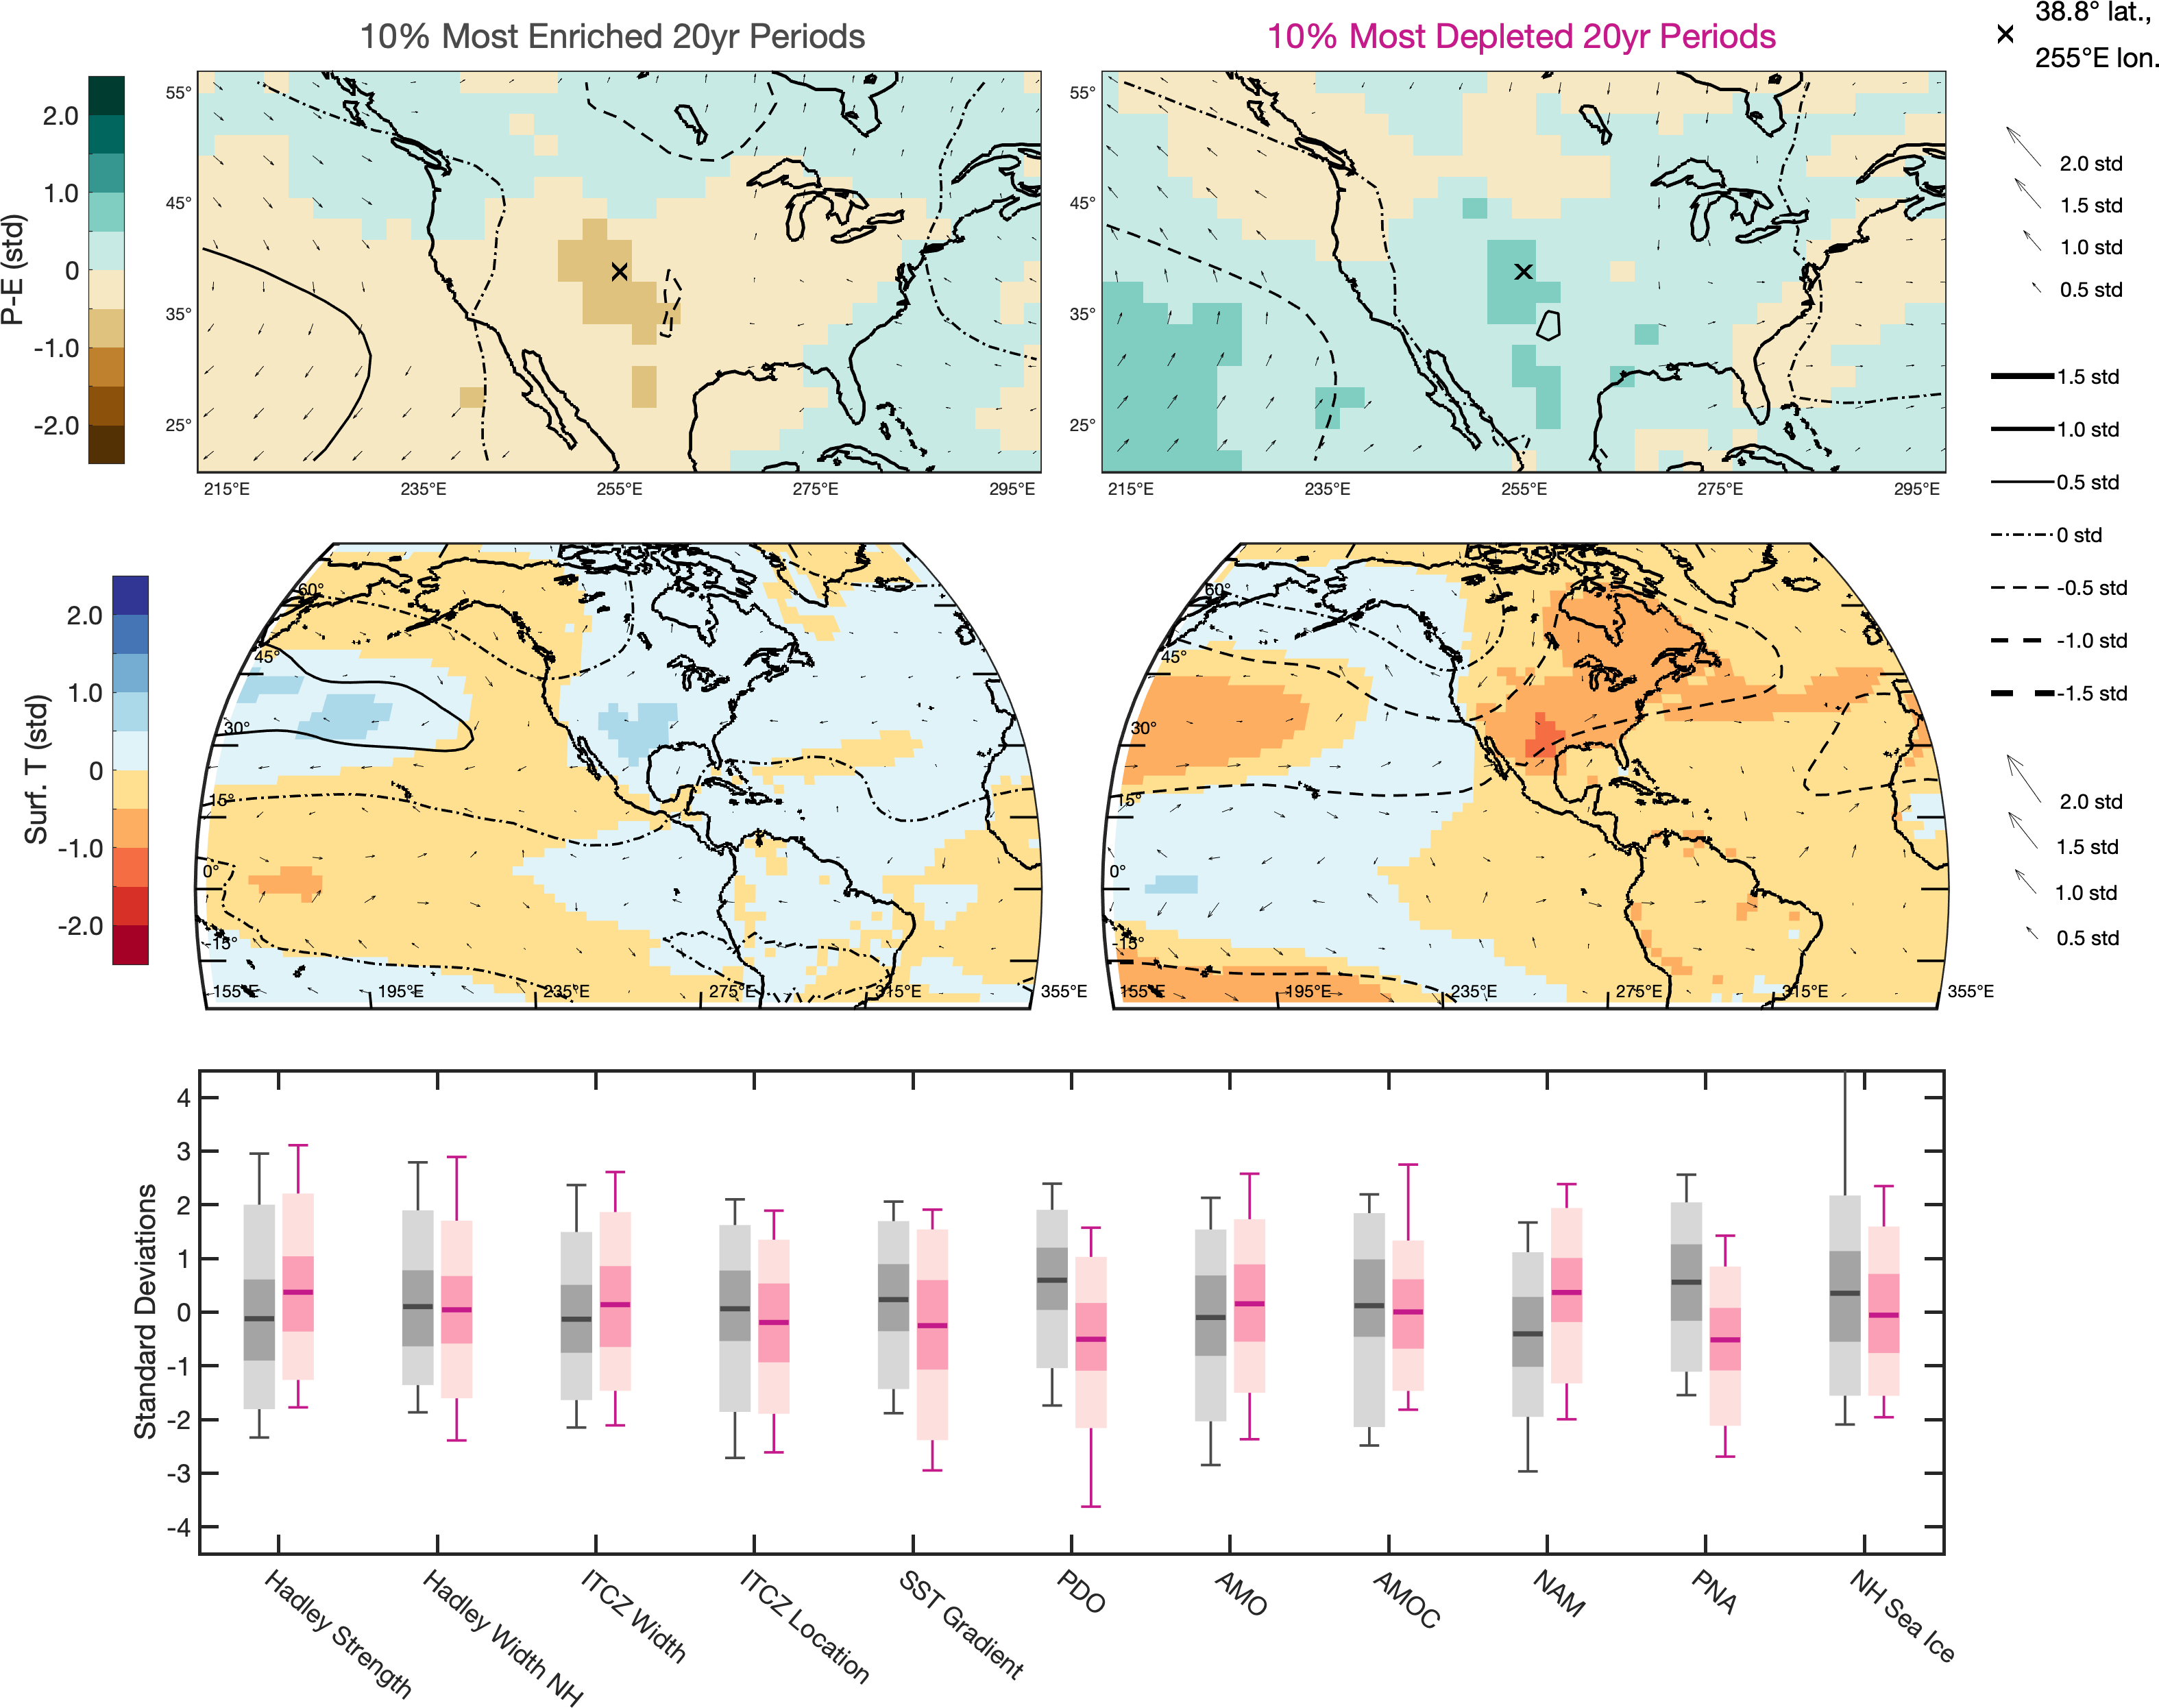 10% Most Enriched 20yr Periods
10% Most Depleted 20yr Periods
38.8° lat.,
255°E lon.
P-E (std)
2.0
1.0
0
-1.0
-2.0
55°
45°
35°
25°
215°E
235°E
255°E
275°E
295°E
55°
45°
35°
25°
215°E
235°E
255°E
275°E
295°E
2.0 std
1.5 std
1.0 std
0.5 std
1.5 std
1.0 std
0.5 std
0 std
-0.5 std
-1.0 std
-1.5 std
Surf. T (std)
2.0
1.0
0
-1.0
-2.0
60°
45°
30°
15°
0°
-15°
155°E
195°E
235°E
275°E
315°E
355°E
60°
45°
30°
15°
0°
-15°
155°E
195°E
235°E
275°E
315°E
355°E
2.0 std
1.5 std
1.0 std
0.5 std
Standard Deviations
4
3
2
1
0
-1
-2
-3
-4
Hadley Strength
Hadley Width NH
ITCZ Width
ITCZ Location
SST Gradient
PDO
AMO
AMOC
NAM
PNA
NH Sea Ice